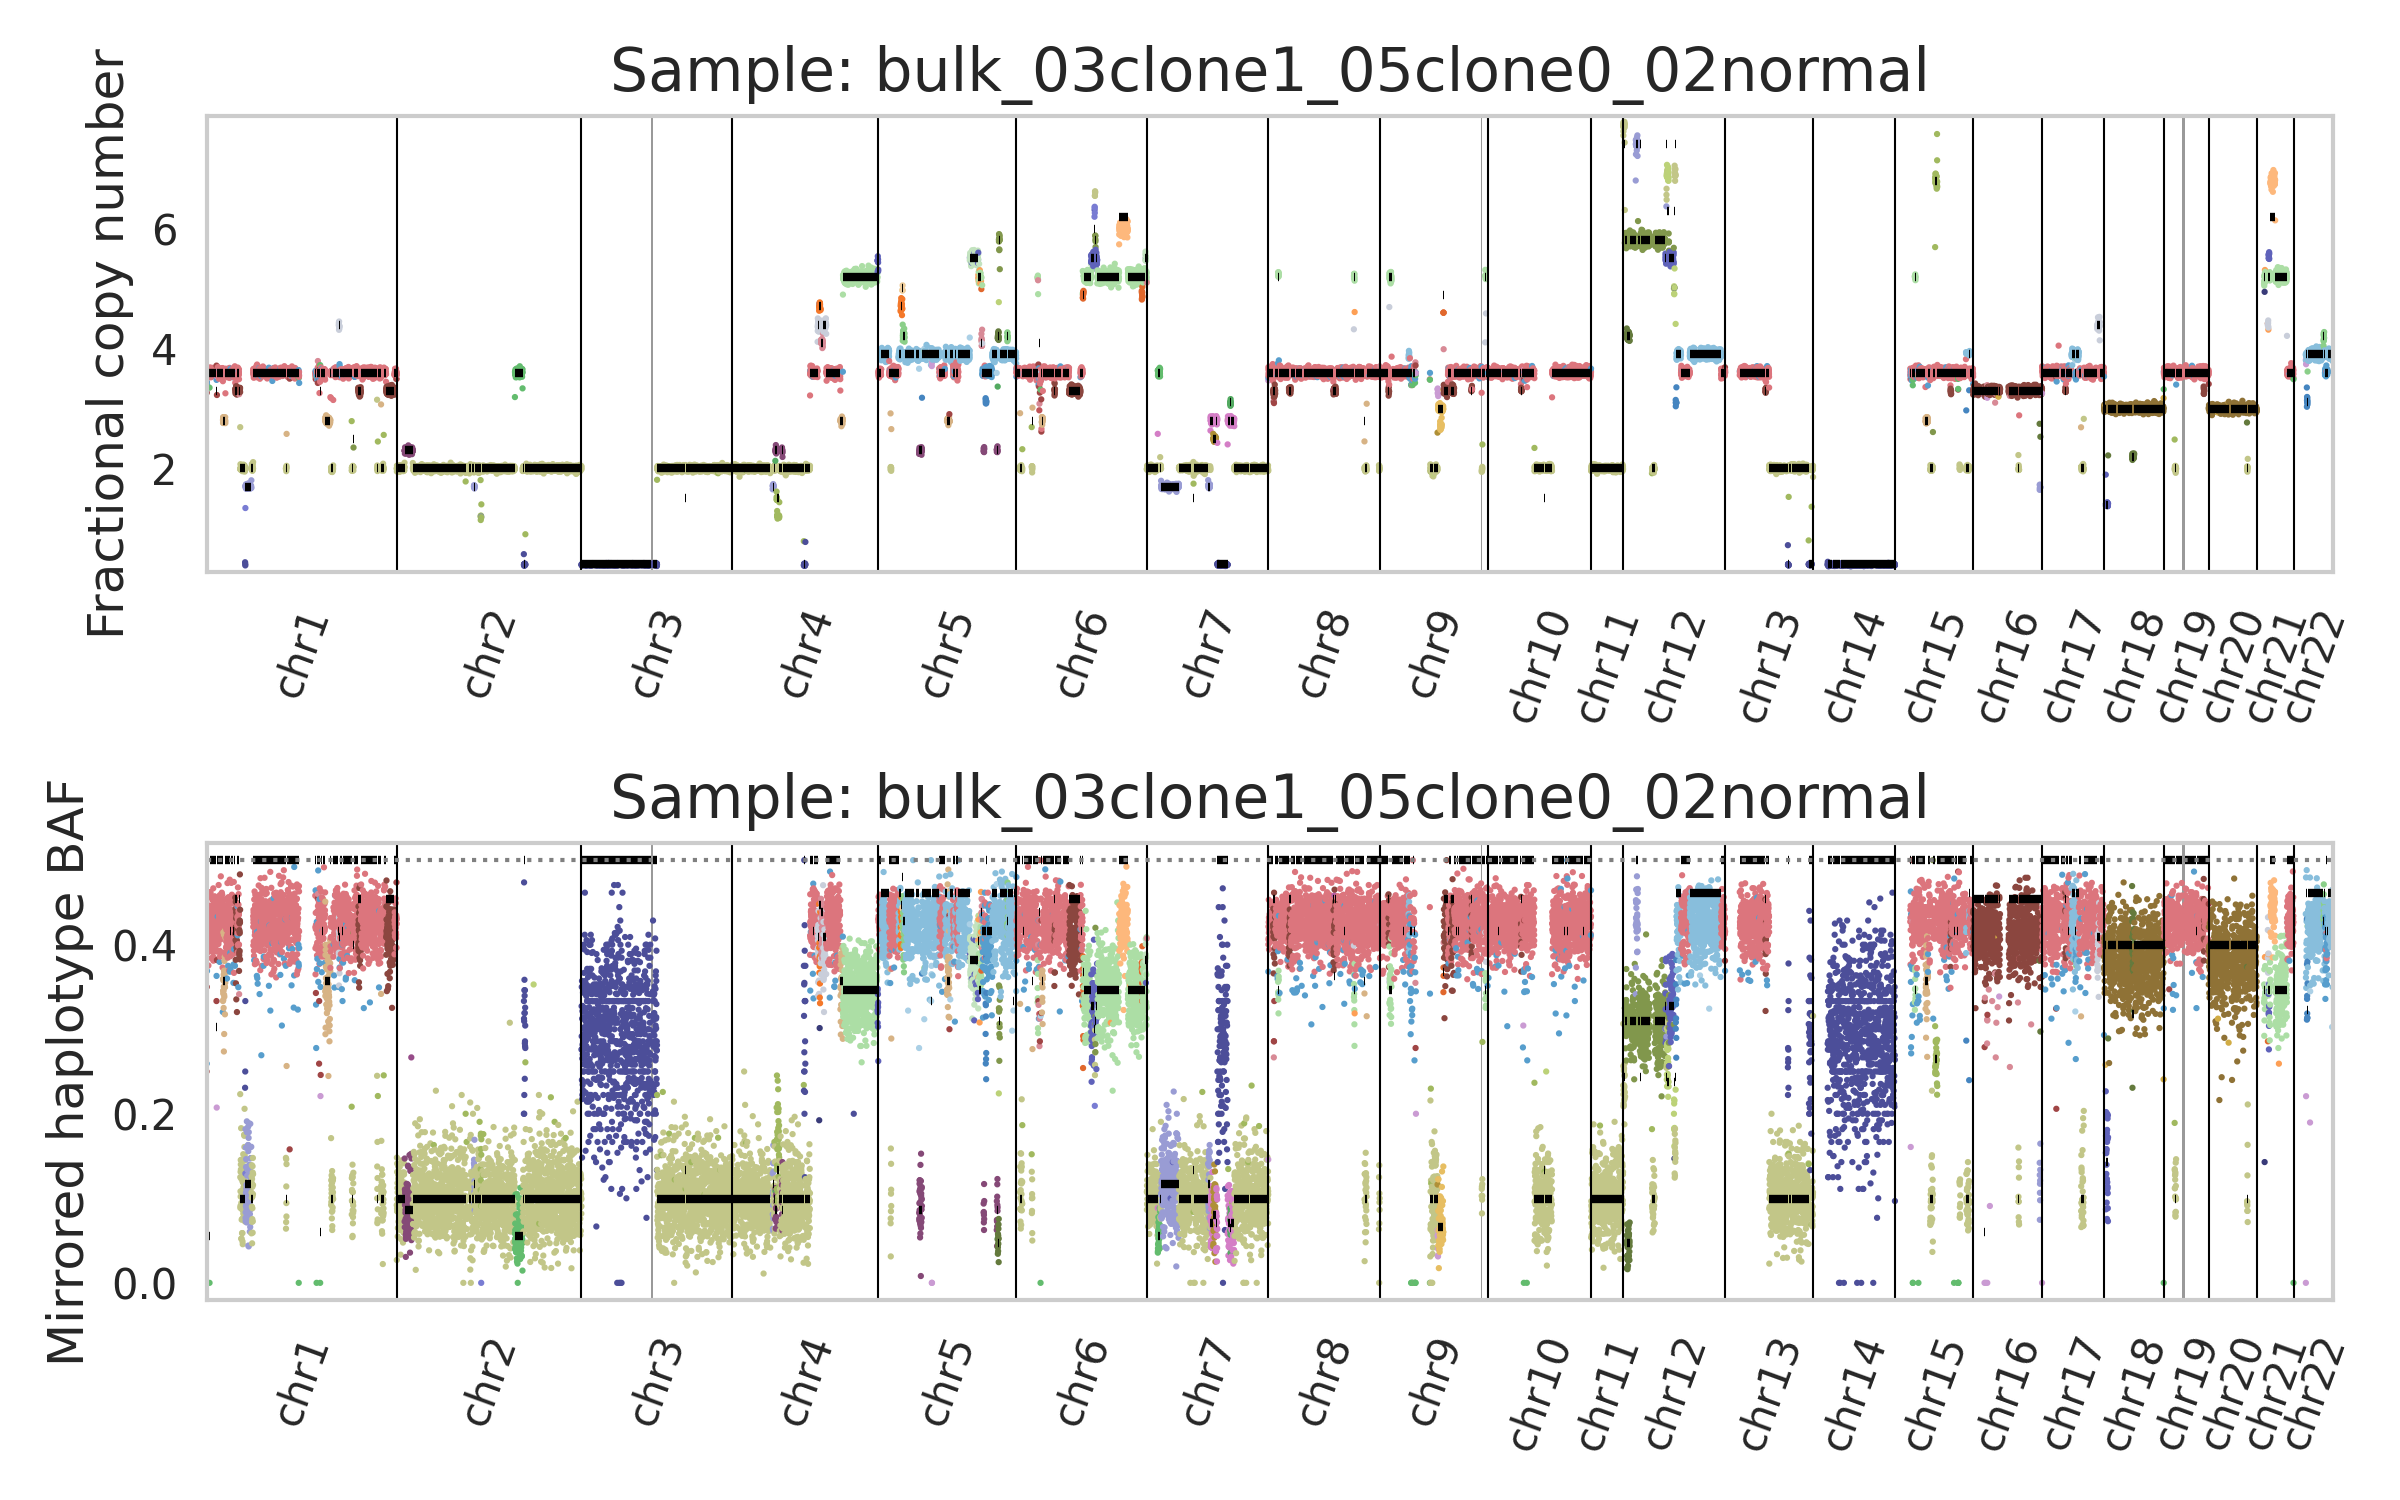 Sample: bulk_03clone1_05clone0_02normal
Fractional copy number
6
4
2
chr1 chr2 chr3 chr4 chr5 chr6 chr7 chr8 chr9 chr10 chr11 chr12 chr13 chr14 chr15 chr16 chr17 chr18 chr19 chr20 chr21 chr22
Sample: bulk_03clone1_05clone0_02normal
Mirrored haplotype BAF
0.4
0.2
0.0
chr1 chr2 chr3 chr4 chr5 chr6 chr7 chr8 chr9 chr10 chr11 chr12 chr13 chr14 chr15 chr16 chr17 chr18 chr19 chr20 chr21 chr22